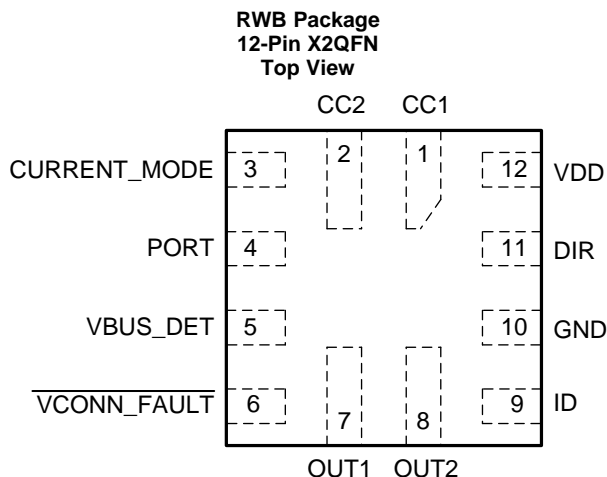 RWB Package
12-Pin X2QFN
Top View
CC2 CC1
CURRENT_MODE 3 2 1 12 VDD
PORT 4 11 DIR
VBUS_DET 5 10 GND
VCONN_FAULT 6 7 8 9 ID
OUT1 OUT2